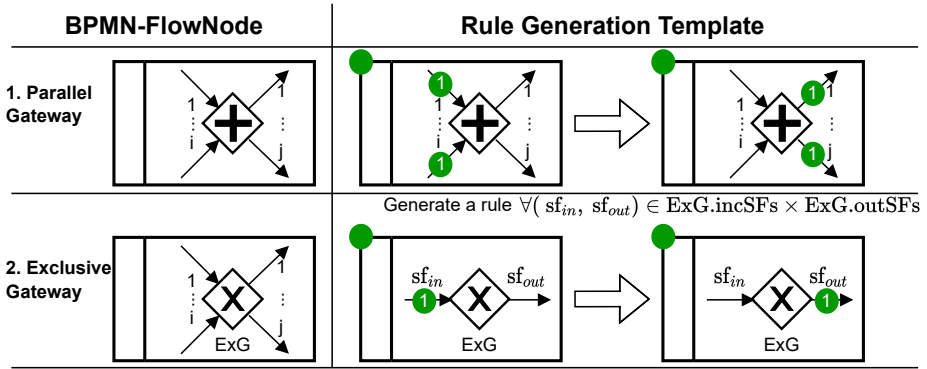 BPMN-FlowNode
Rule Generation Template
1. Parallel
Gateway
1
⋮
i
1
...
j
1
1
...
i
1
1
...
j
1
...
i
1
1
...
1
j
Generate a rule ∀( sf_in, sf_out) ∈ ExG.incSFs × ExG.outSFs
2. Exclusive
Gateway
1
...
i
X
1
...
j
ExG
sf_in
sf_out
1
X
ExG
sf_in
sf_out
X
1
ExG